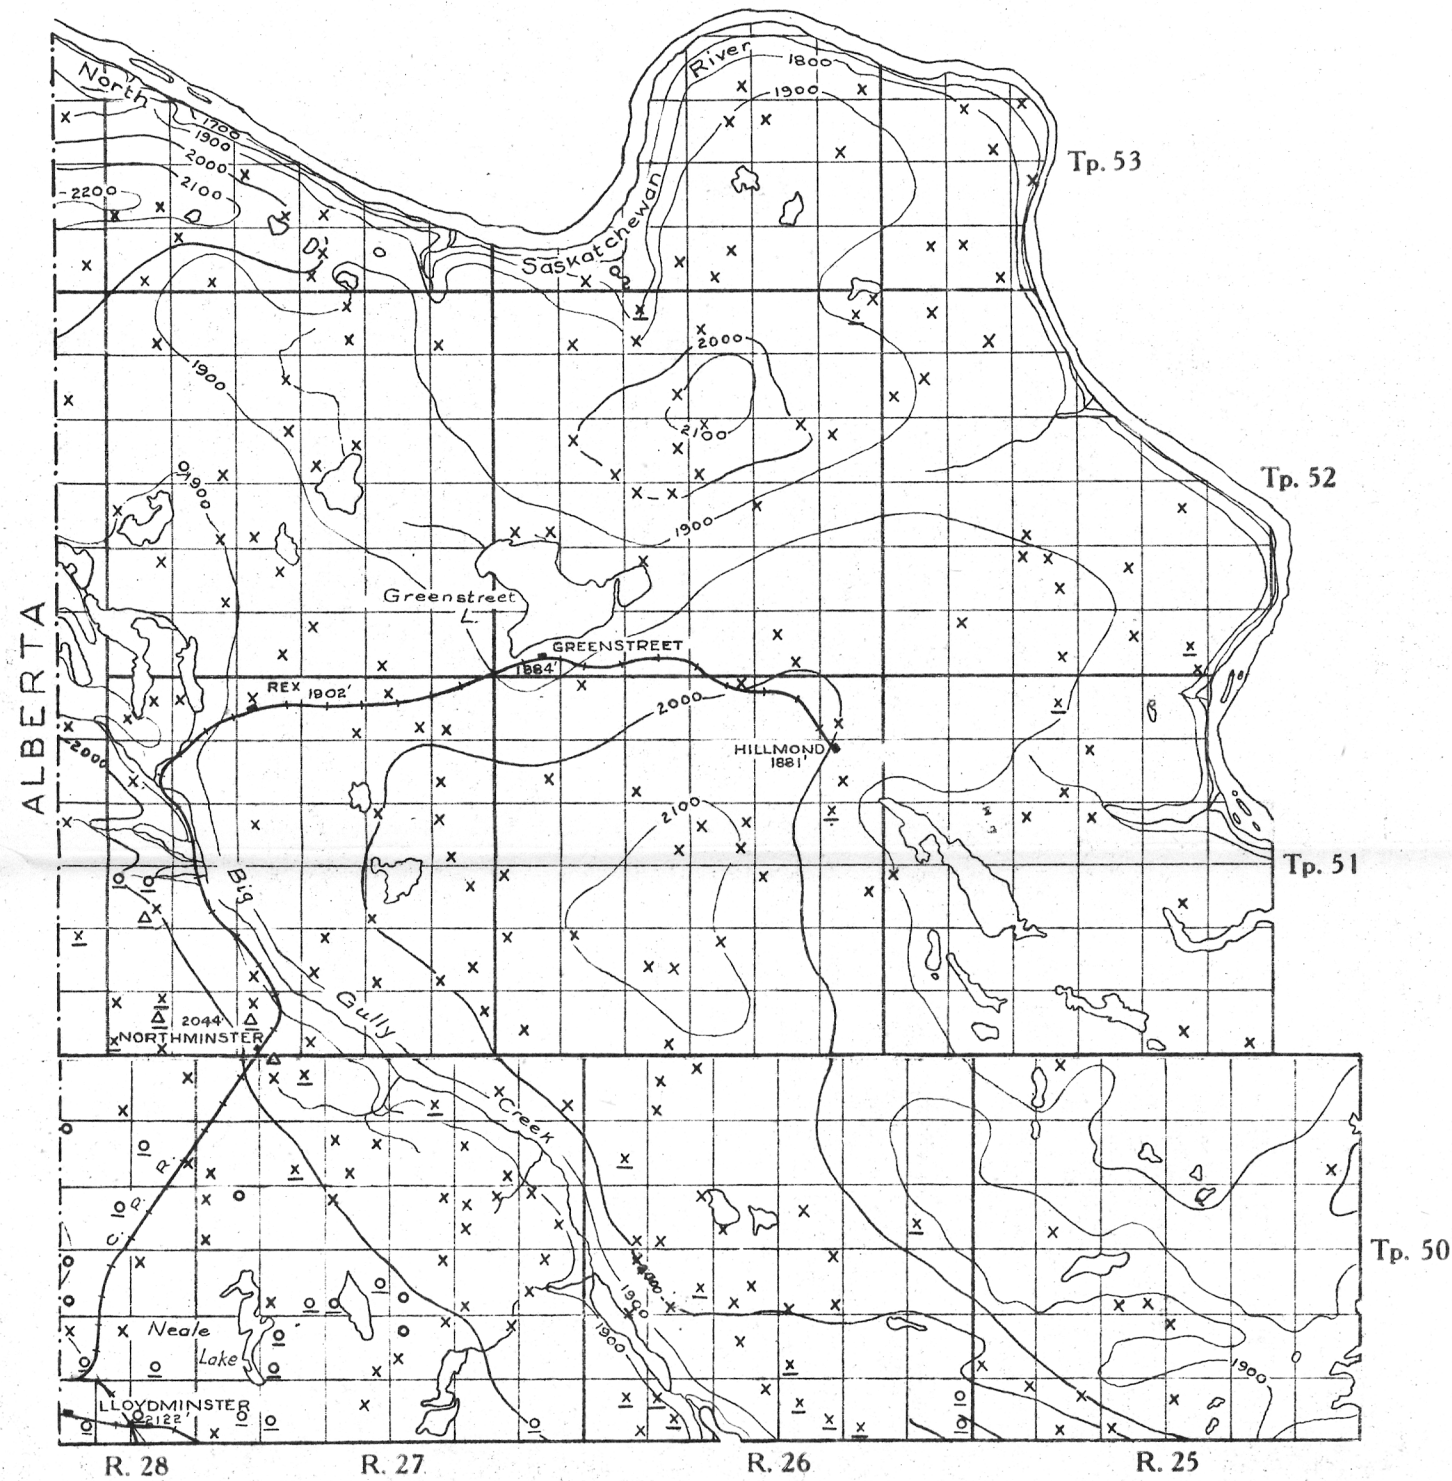 River
1800
North
1900
1700
1900
2000
2100
2200
Tp. 53
Saskatchewan
2000
1900
2100
1900
1900
Tp. 52
Greenstreet
L.
ALBERTA
GREENSTREET
1884'
REX 1902'
2000
2000
HILLMOND
1881'
2100
Big
Tp. 51
Gully
2044'
NORTHMINSTER
Creek
C. P. R.
Tp. 50
1900
1900
Neale
Lake
1900
LLOYDMINSTER
2122'
R. 28
R. 27
R. 26
R. 25